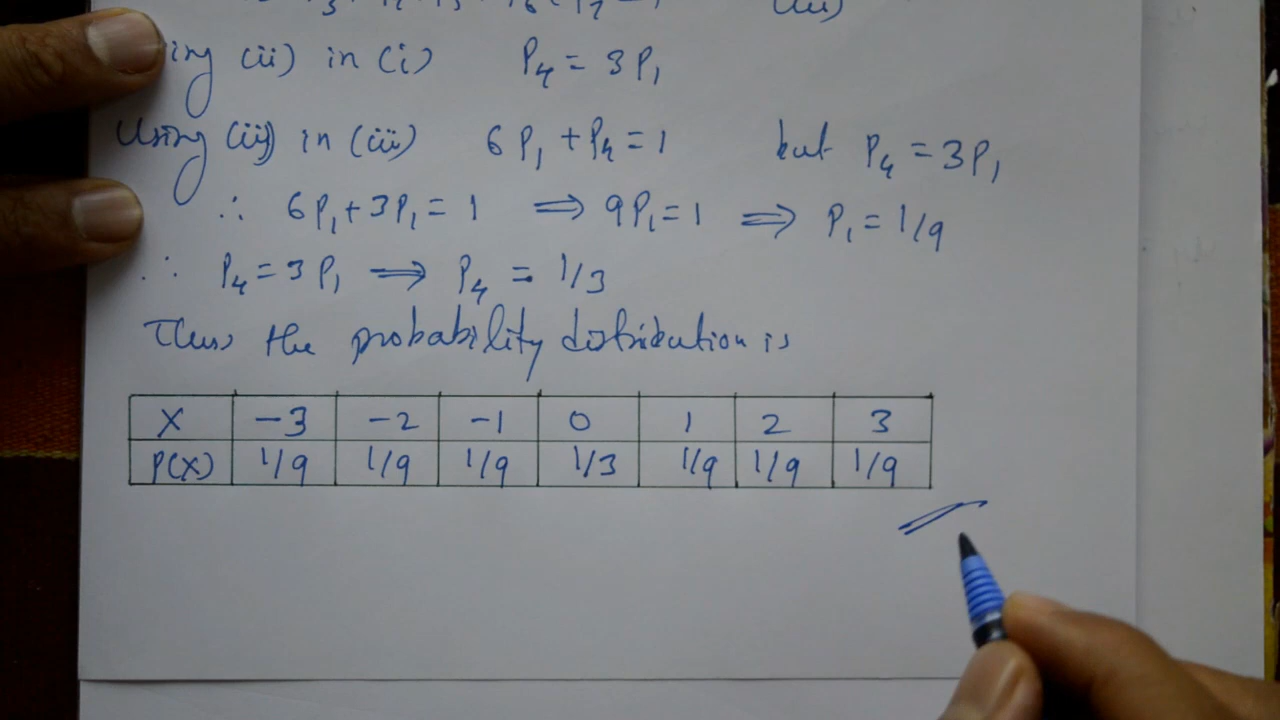 (iii)
ing (ii) in (i) P₄ = 3P₁
Using (ii) in (iii) 6P₁ + P₄ = 1 but P₄ = 3P₁
∴ 6P₁ + 3P₁ = 1 ⟹ 9P₁ = 1 ⟹ P₁ = 1/9
∴ P₄ = 3P₁ ⟹ P₄ = 1/3
Thus the probability distribution is
X -3 -2 -1 0 1 2 3
P(X) 1/9 1/9 1/9 1/3 1/9 1/9 1/9